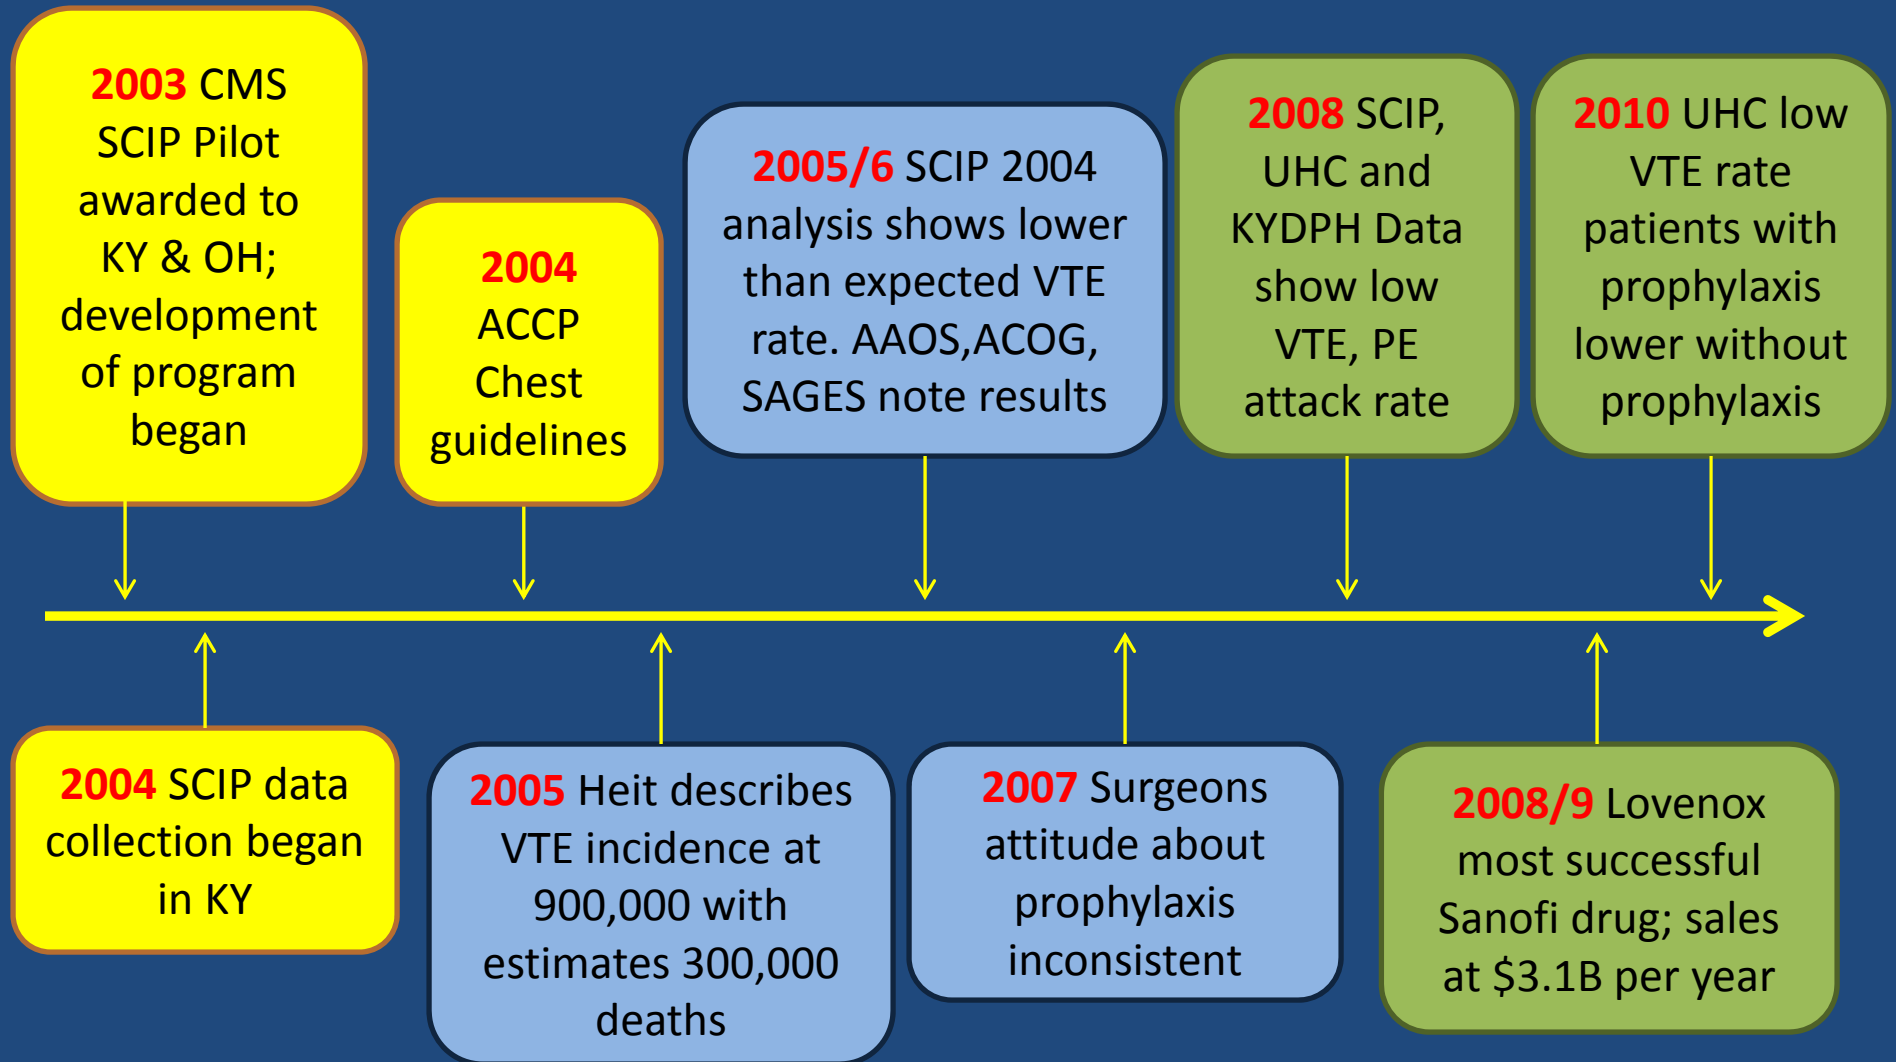 2003 CMS
SCIP Pilot
awarded to
KY & OH;
development
of program
began
2004
ACCP
Chest
guidelines
2005/6 SCIP 2004
analysis shows lower
than expected VTE
rate. AAOS,ACOG,
SAGES note results
2008 SCIP,
UHC and
KYDPH Data
show low
VTE, PE
attack rate
2010 UHC low
VTE rate
patients with
prophylaxis
lower without
prophylaxis
2004 SCIP data
collection began
in KY
2005 Heit describes
VTE incidence at
900,000 with
estimates 300,000
deaths
2007 Surgeons
attitude about
prophylaxis
inconsistent
2008/9 Lovenox
most successful
Sanofi drug; sales
at $3.1B per year